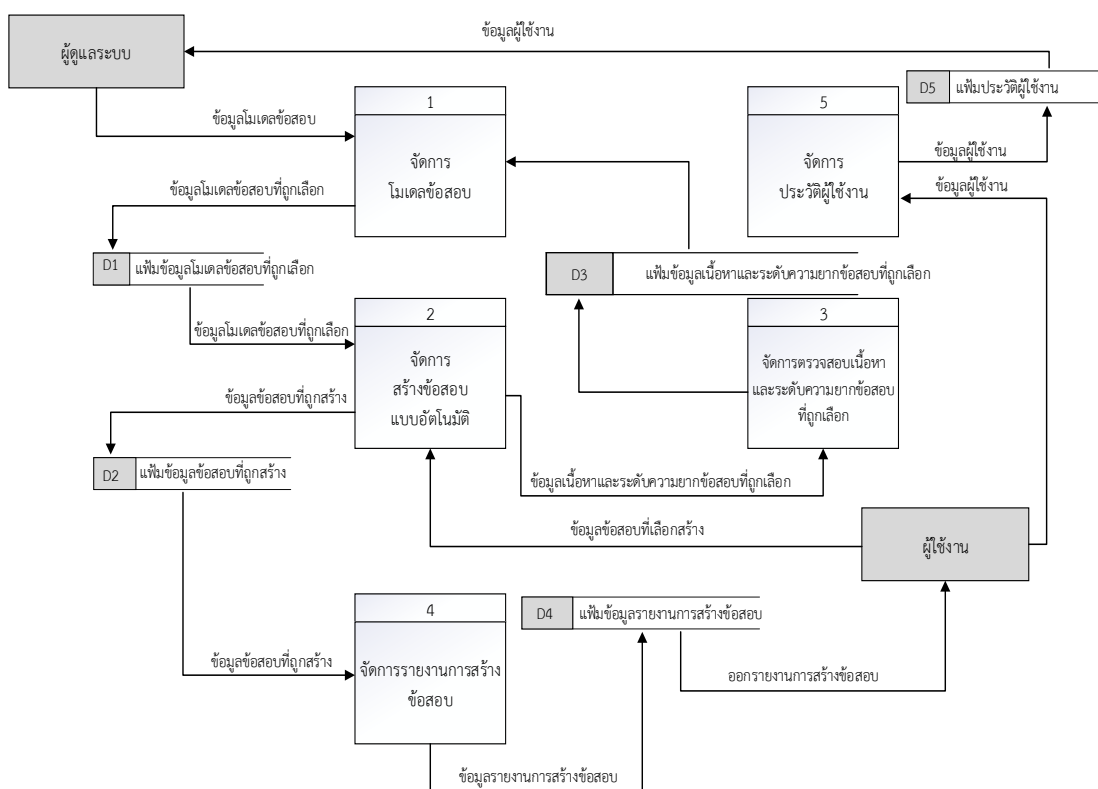 ข้อมูลผู้ใช้งาน
ผู้ดูแลระบบ
D5
แฟ้มประวัติผู้ใช้งาน
1
5
ข้อมูลโมเดลข้อสอบ
จัดการ
โมเดลข้อสอบ
จัดการ
ประวัติผู้ใช้งาน
ข้อมูลผู้ใช้งาน
ข้อมูลผู้ใช้งาน
ข้อมูลโมเดลข้อสอบที่ถูกเลือก
D1
แฟ้มข้อมูลโมเดลข้อสอบที่ถูกเลือก
D3
แฟ้มข้อมูลเนื้อหาและระดับความยากข้อสอบที่ถูกเลือก
2
3
ข้อมูลโมเดลข้อสอบที่ถูกเลือก
จัดการ
สร้างข้อสอบ
แบบอัตโนมัติ
จัดการตรวจสอบเนื้อหา
และระดับความยากข้อสอบ
ที่ถูกเลือก
ข้อมูลข้อสอบที่ถูกสร้าง
D2
แฟ้มข้อมูลข้อสอบที่ถูกสร้าง
ข้อมูลเนื้อหาและระดับความยากข้อสอบที่ถูกเลือก
ข้อมูลข้อสอบที่เลือกสร้าง
ผู้ใช้งาน
4
D4
แฟ้มข้อมูลรายงานการสร้างข้อสอบ
ข้อมูลข้อสอบที่ถูกสร้าง
จัดการรายงานการสร้าง
ข้อสอบ
ออกรายงานการสร้างข้อสอบ
ข้อมูลรายงานการสร้างข้อสอบ